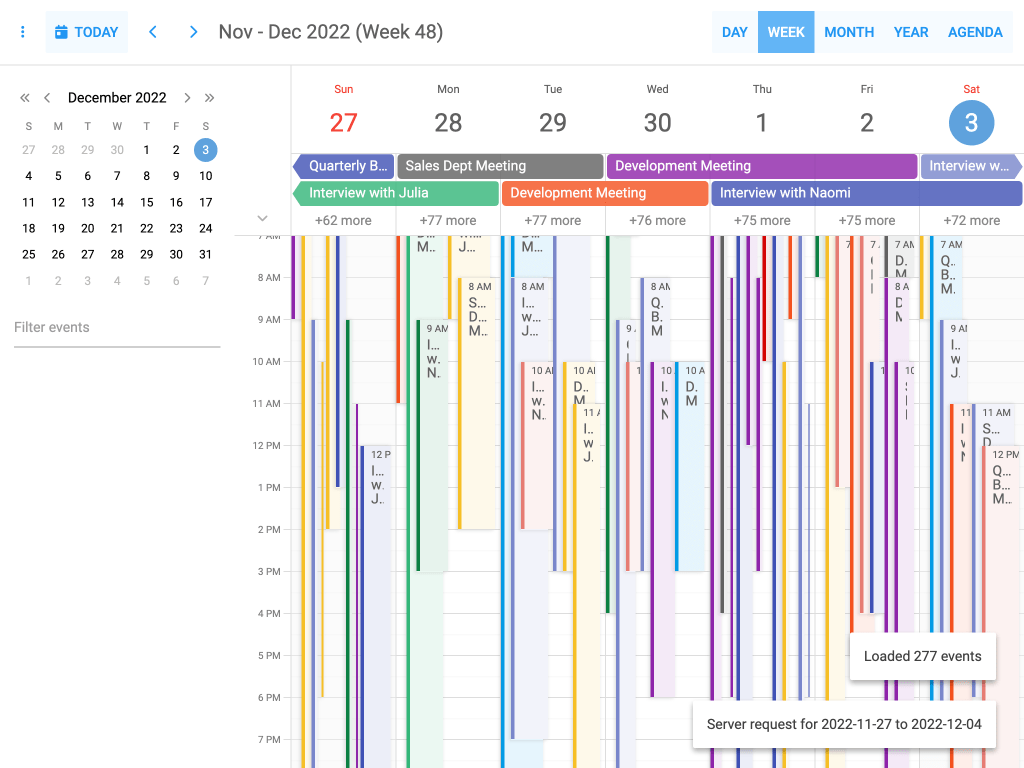 TODAY
Nov - Dec 2022 (Week 48)
DAY WEEK MONTH YEAR AGENDA
December 2022
S M T W T F S
27 28 29 30 1 2 3
4 5 6 7 8 9 10
11 12 13 14 15 16 17
18 19 20 21 22 23 24
25 26 27 28 29 30 31
1 2 3 4 5 6 7
Filter events
Sun Mon Tue Wed Thu Fri Sat
27 28 29 30 1 2 3
Quarterly B... Sales Dept Meeting Development Meeting Interview w...
Interview with Julia Development Meeting Interview with Naomi
+62 more +77 more +77 more +76 more +75 more +75 more +72 more
7 AM
8 AM
9 AM
10 AM
11 AM
12 PM
1 PM
2 PM
3 PM
4 PM
5 PM
6 PM
7 PM
12 P
I...
w.
J..
M..
9 AM
I...
w.
N..
J...
8 AM
S...
D...
M...
M..
8 AM
I...
w...
J...
10 A
I...
w.
N..
10 A
D..
M
11 A
I...
w
J..
9
8 AM
Q..
B..
M
10
I
w
N
10 A
D.
M
7
7
7 AM
D..
M
8 A
D
M
10
7 AM
Q..
B...
M..
9 A
I..
w
J.
11
11 AM
S...
D
12 PM
Q...
B...
M...
Loaded 277 events
Server request for 2022-11-27 to 2022-12-04